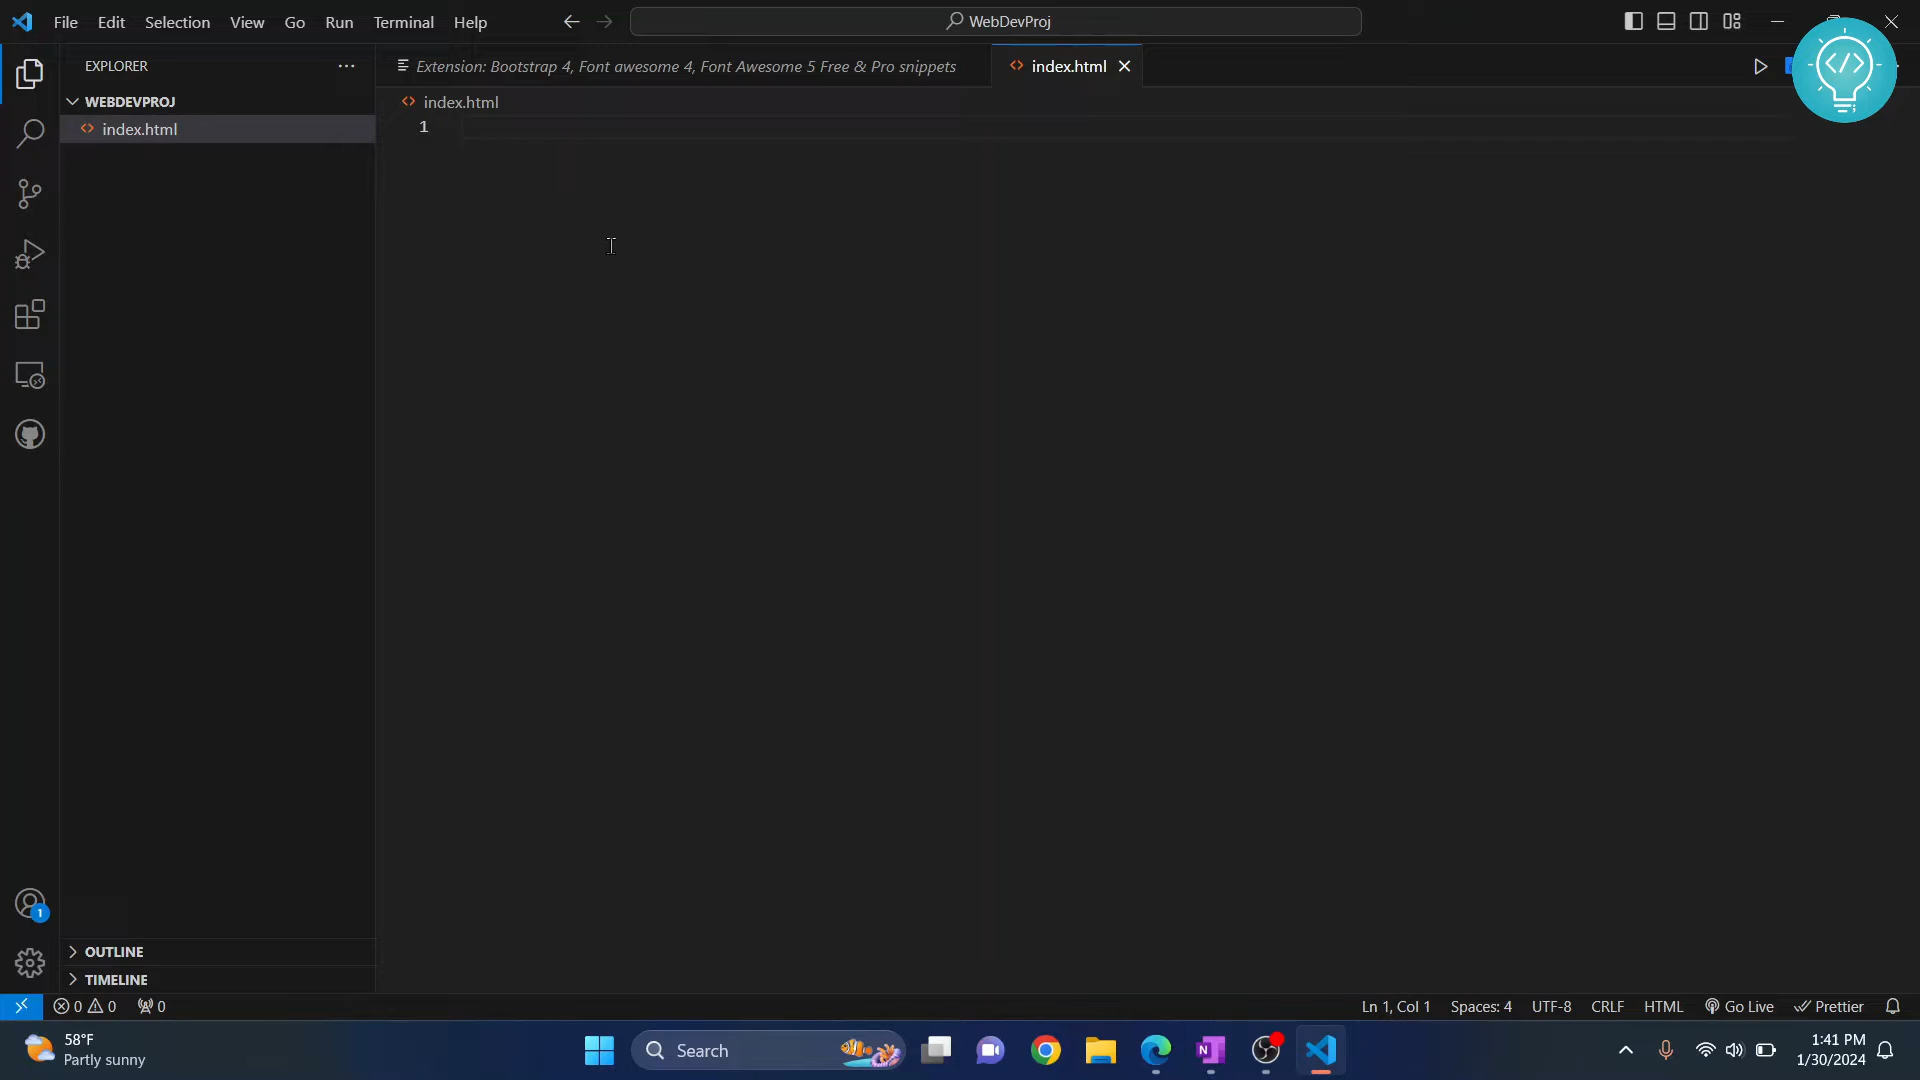 File Edit Selection View Go Run Terminal Help
WebDevProj
EXPLORER
Extension: Bootstrap 4, Font awesome 4, Font Awesome 5 Free & Pro snippets
index.html
WEBDEVPROJ
index.html
index.html
1
1
OUTLINE
TIMELINE
0 0 0
Ln 1, Col 1 Spaces: 4 UTF-8 CRLF HTML Go Live Prettier
58°F
Partly sunny
Search
1:41 PM
1/30/2024